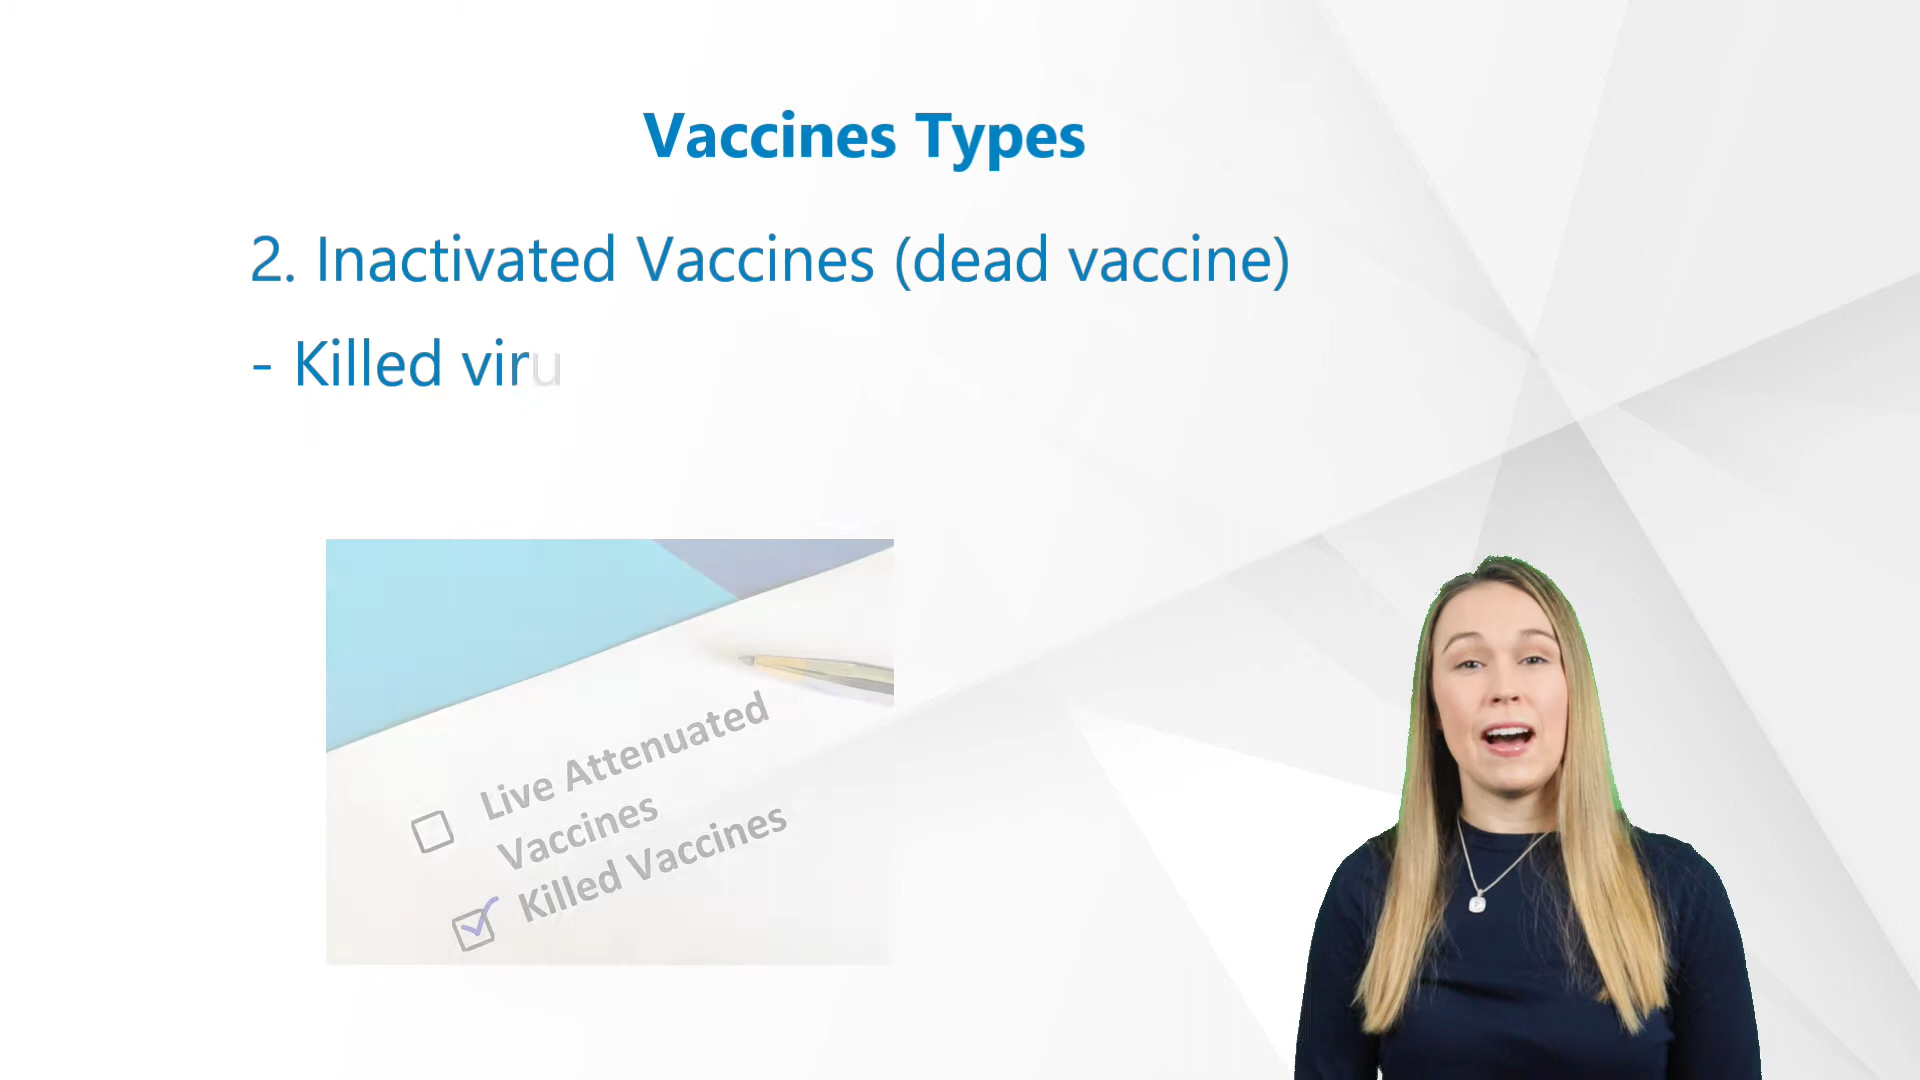 Vaccines Types
2. Inactivated Vaccines (dead vaccine)
- Killed viru
Live Attenuated
Vaccines
Killed Vaccines